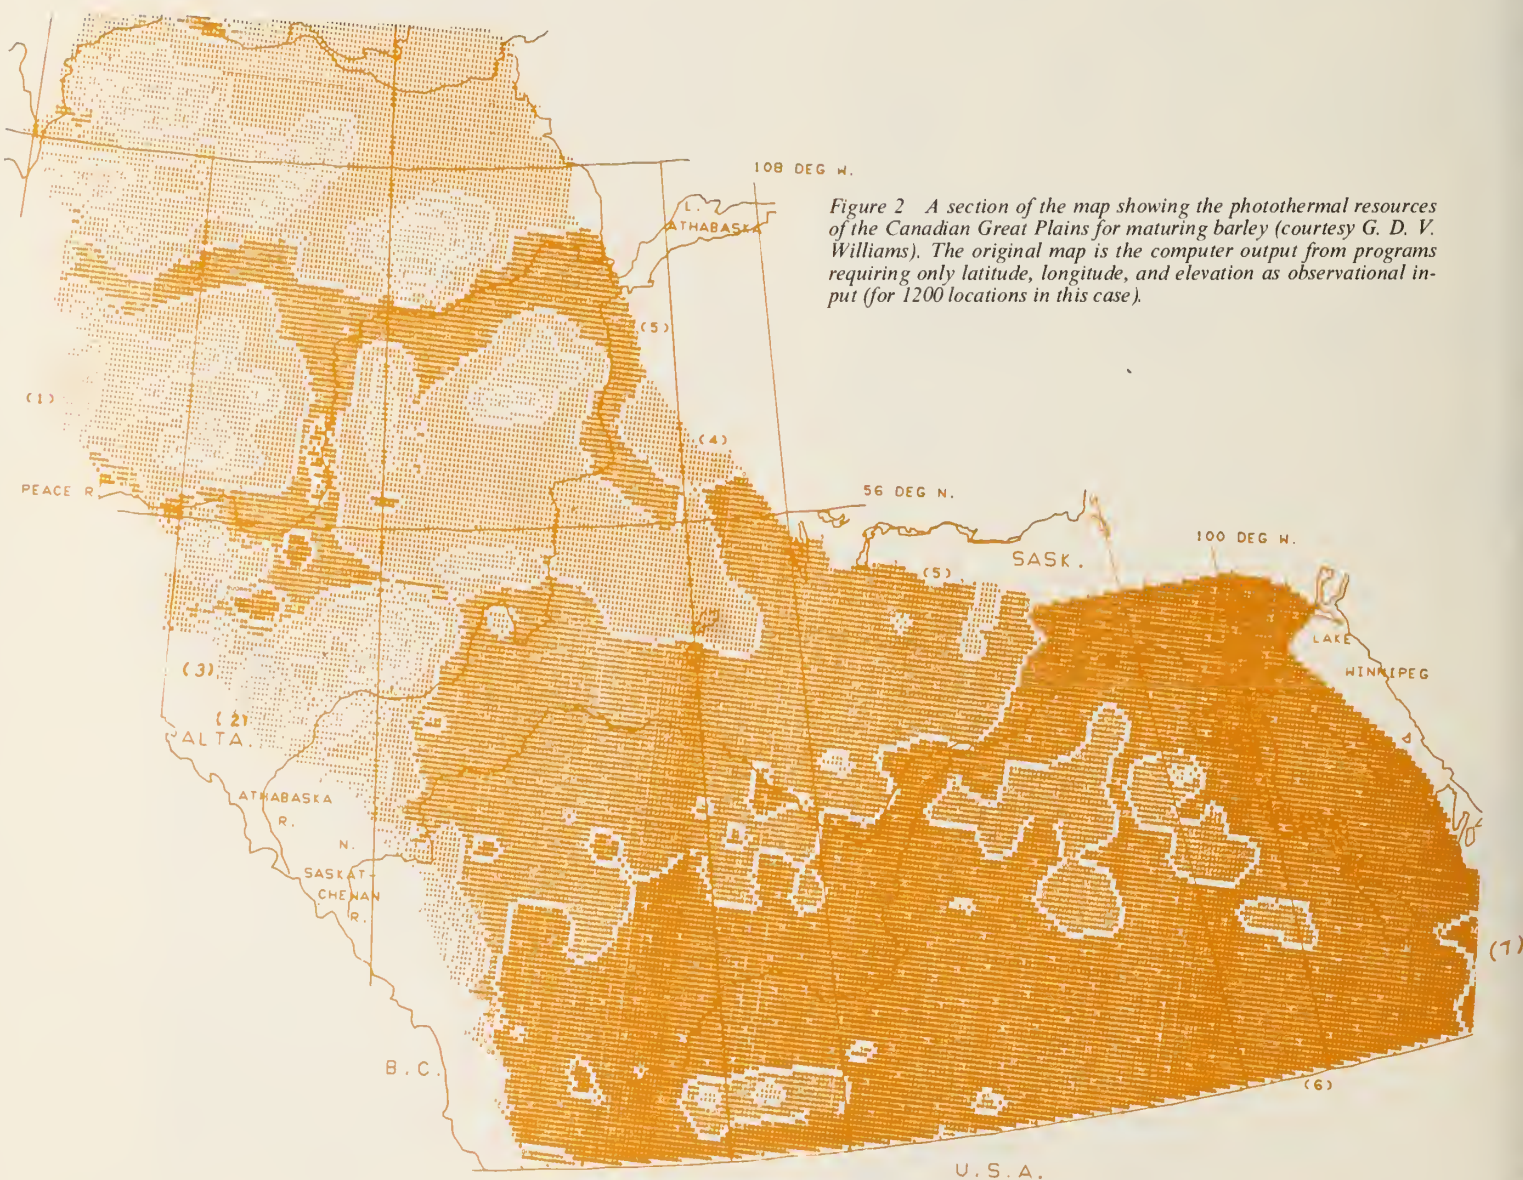 108 DEG W.
L.
ATHABASKA
Figure 2 A section of the map showing the photothermal resources
of the Canadian Great Plains for maturing barley (courtesy G. D. V.
Williams). The original map is the computer output from programs
requiring only latitude, longitude, and elevation as observational in-
put (for 1200 locations in this case).
(5)
(1)
(4)
PEACE R.
56 DEG N.
100 DEG W.
SASK.
(5)
LAKE
WINNIPEG
(3)
(2)
ALTA.
ATHABASKA
R.
N.
SASKAT-
CHEWAN
R.
(7)
B.C.
(6)
U.S.A.